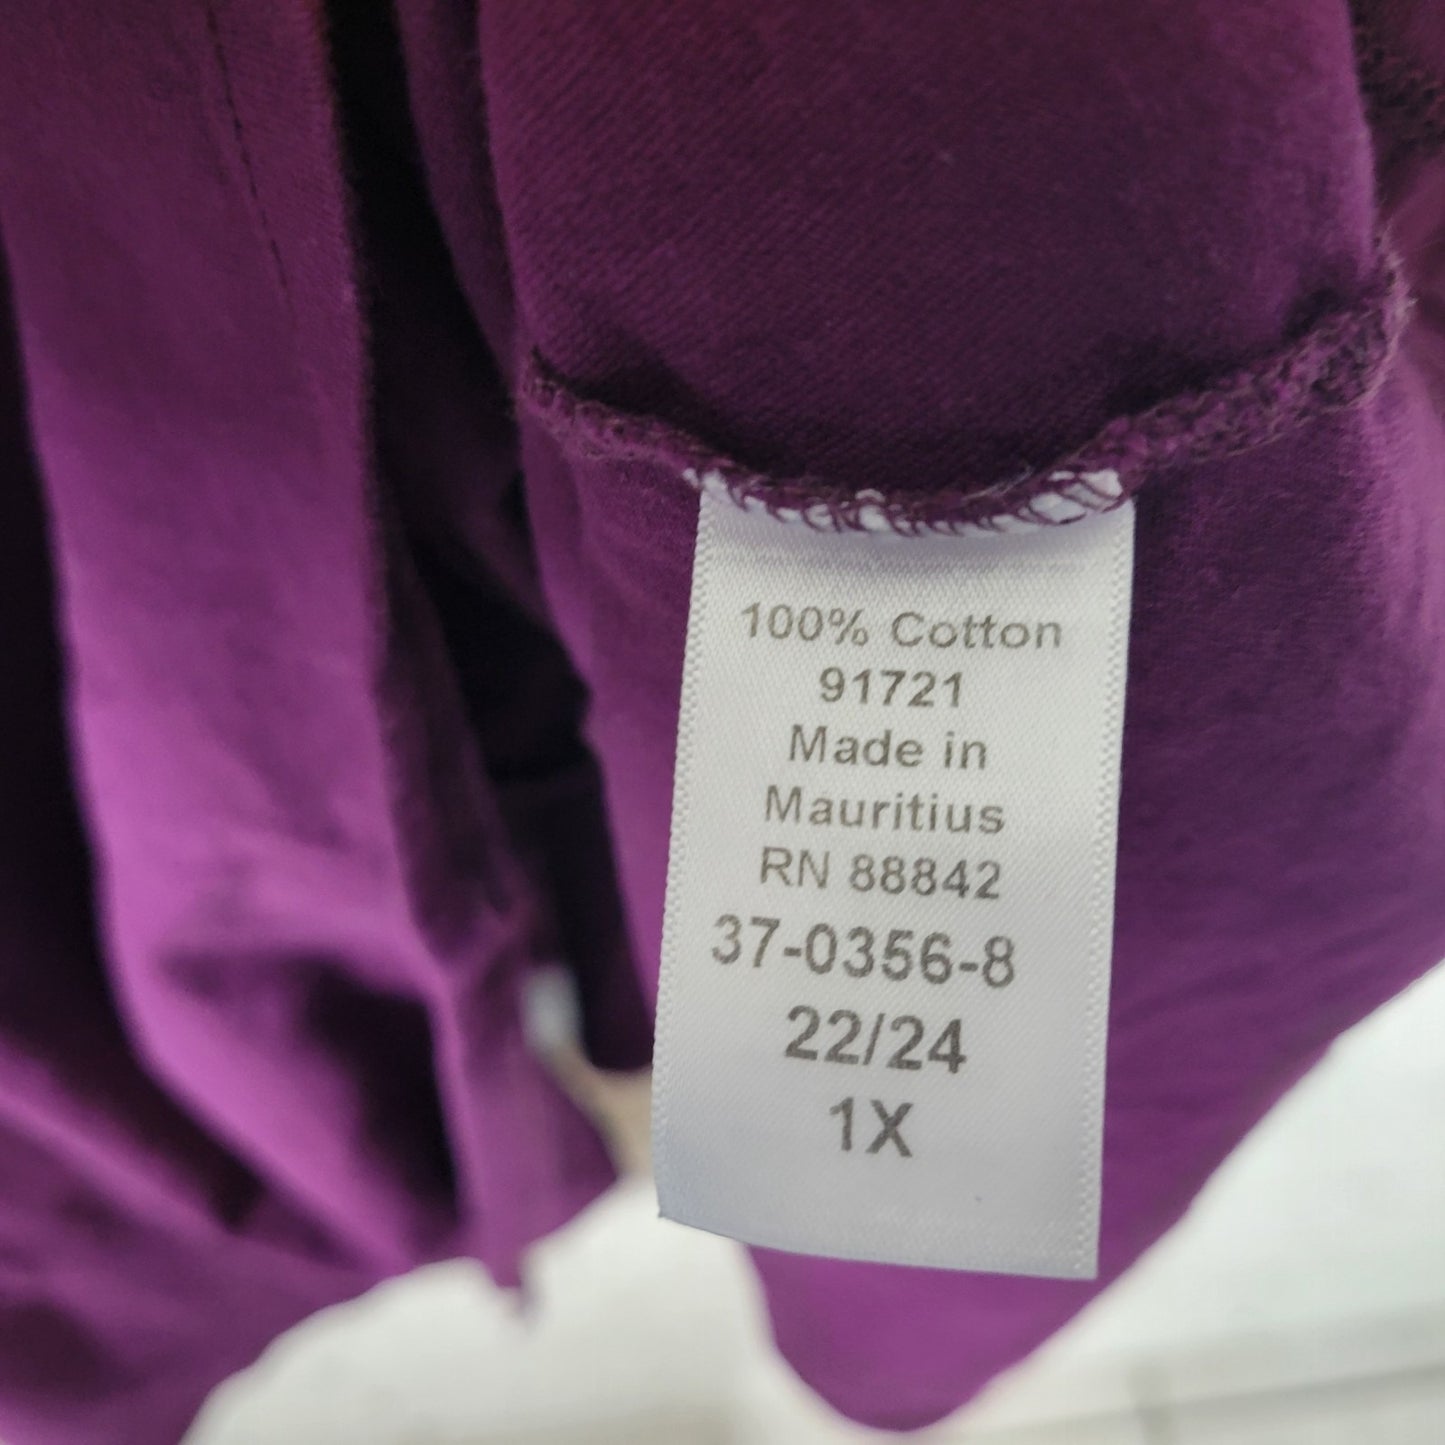 100% Cotton
91721
Made in
Mauritius
RN 88842
37-0356-8
22/24
1X